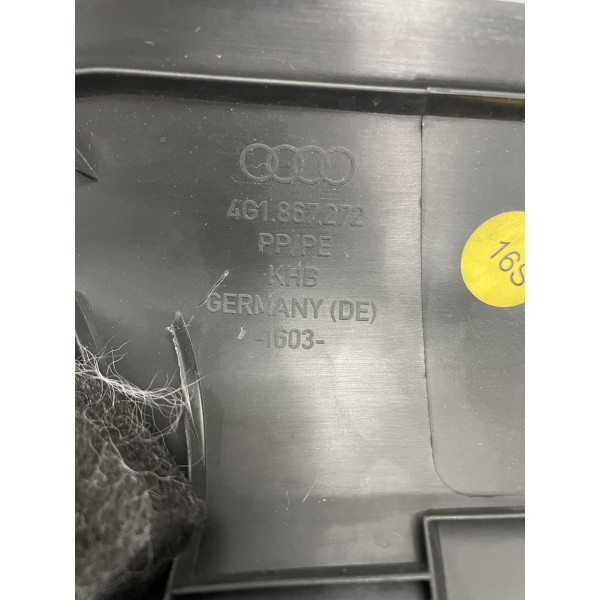 4G1.867.272
PP/PE
KHB
GERMANY (DE)
-1603-
16S